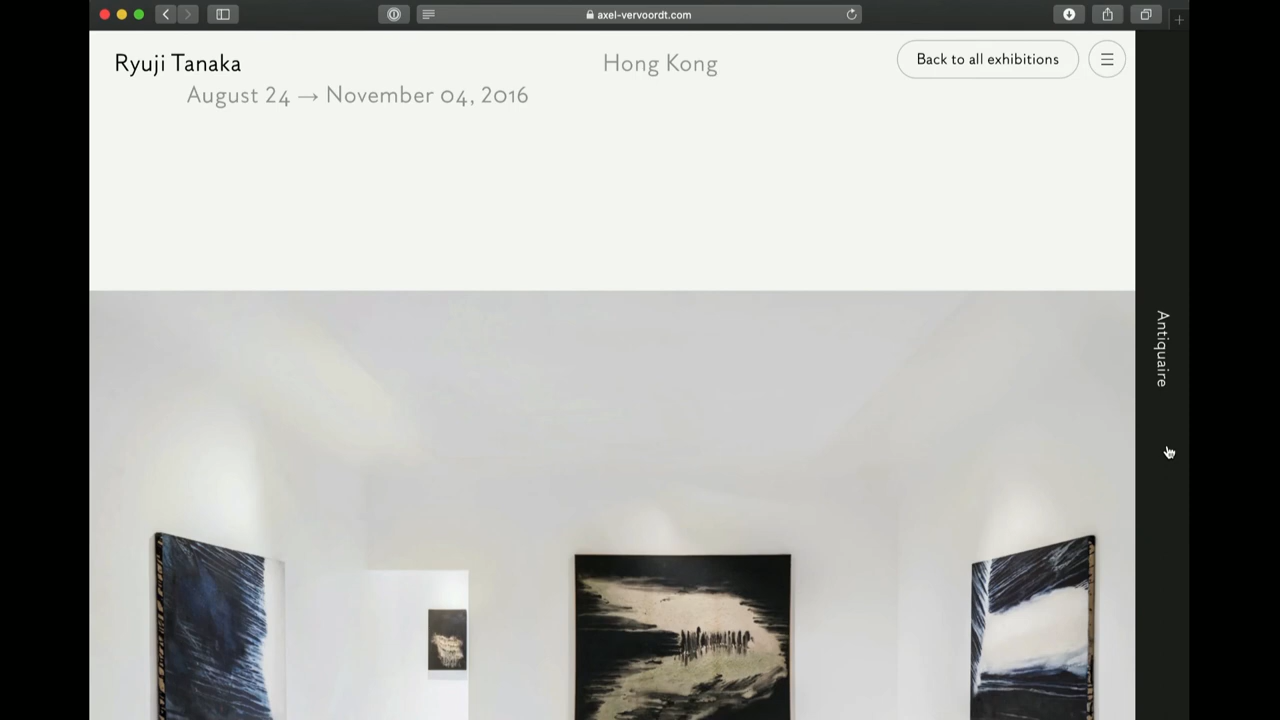 axel-vervoordt.com
Ryuji Tanaka
August 24 → November 04, 2016
Hong Kong
Back to all exhibitions
Antiquaire